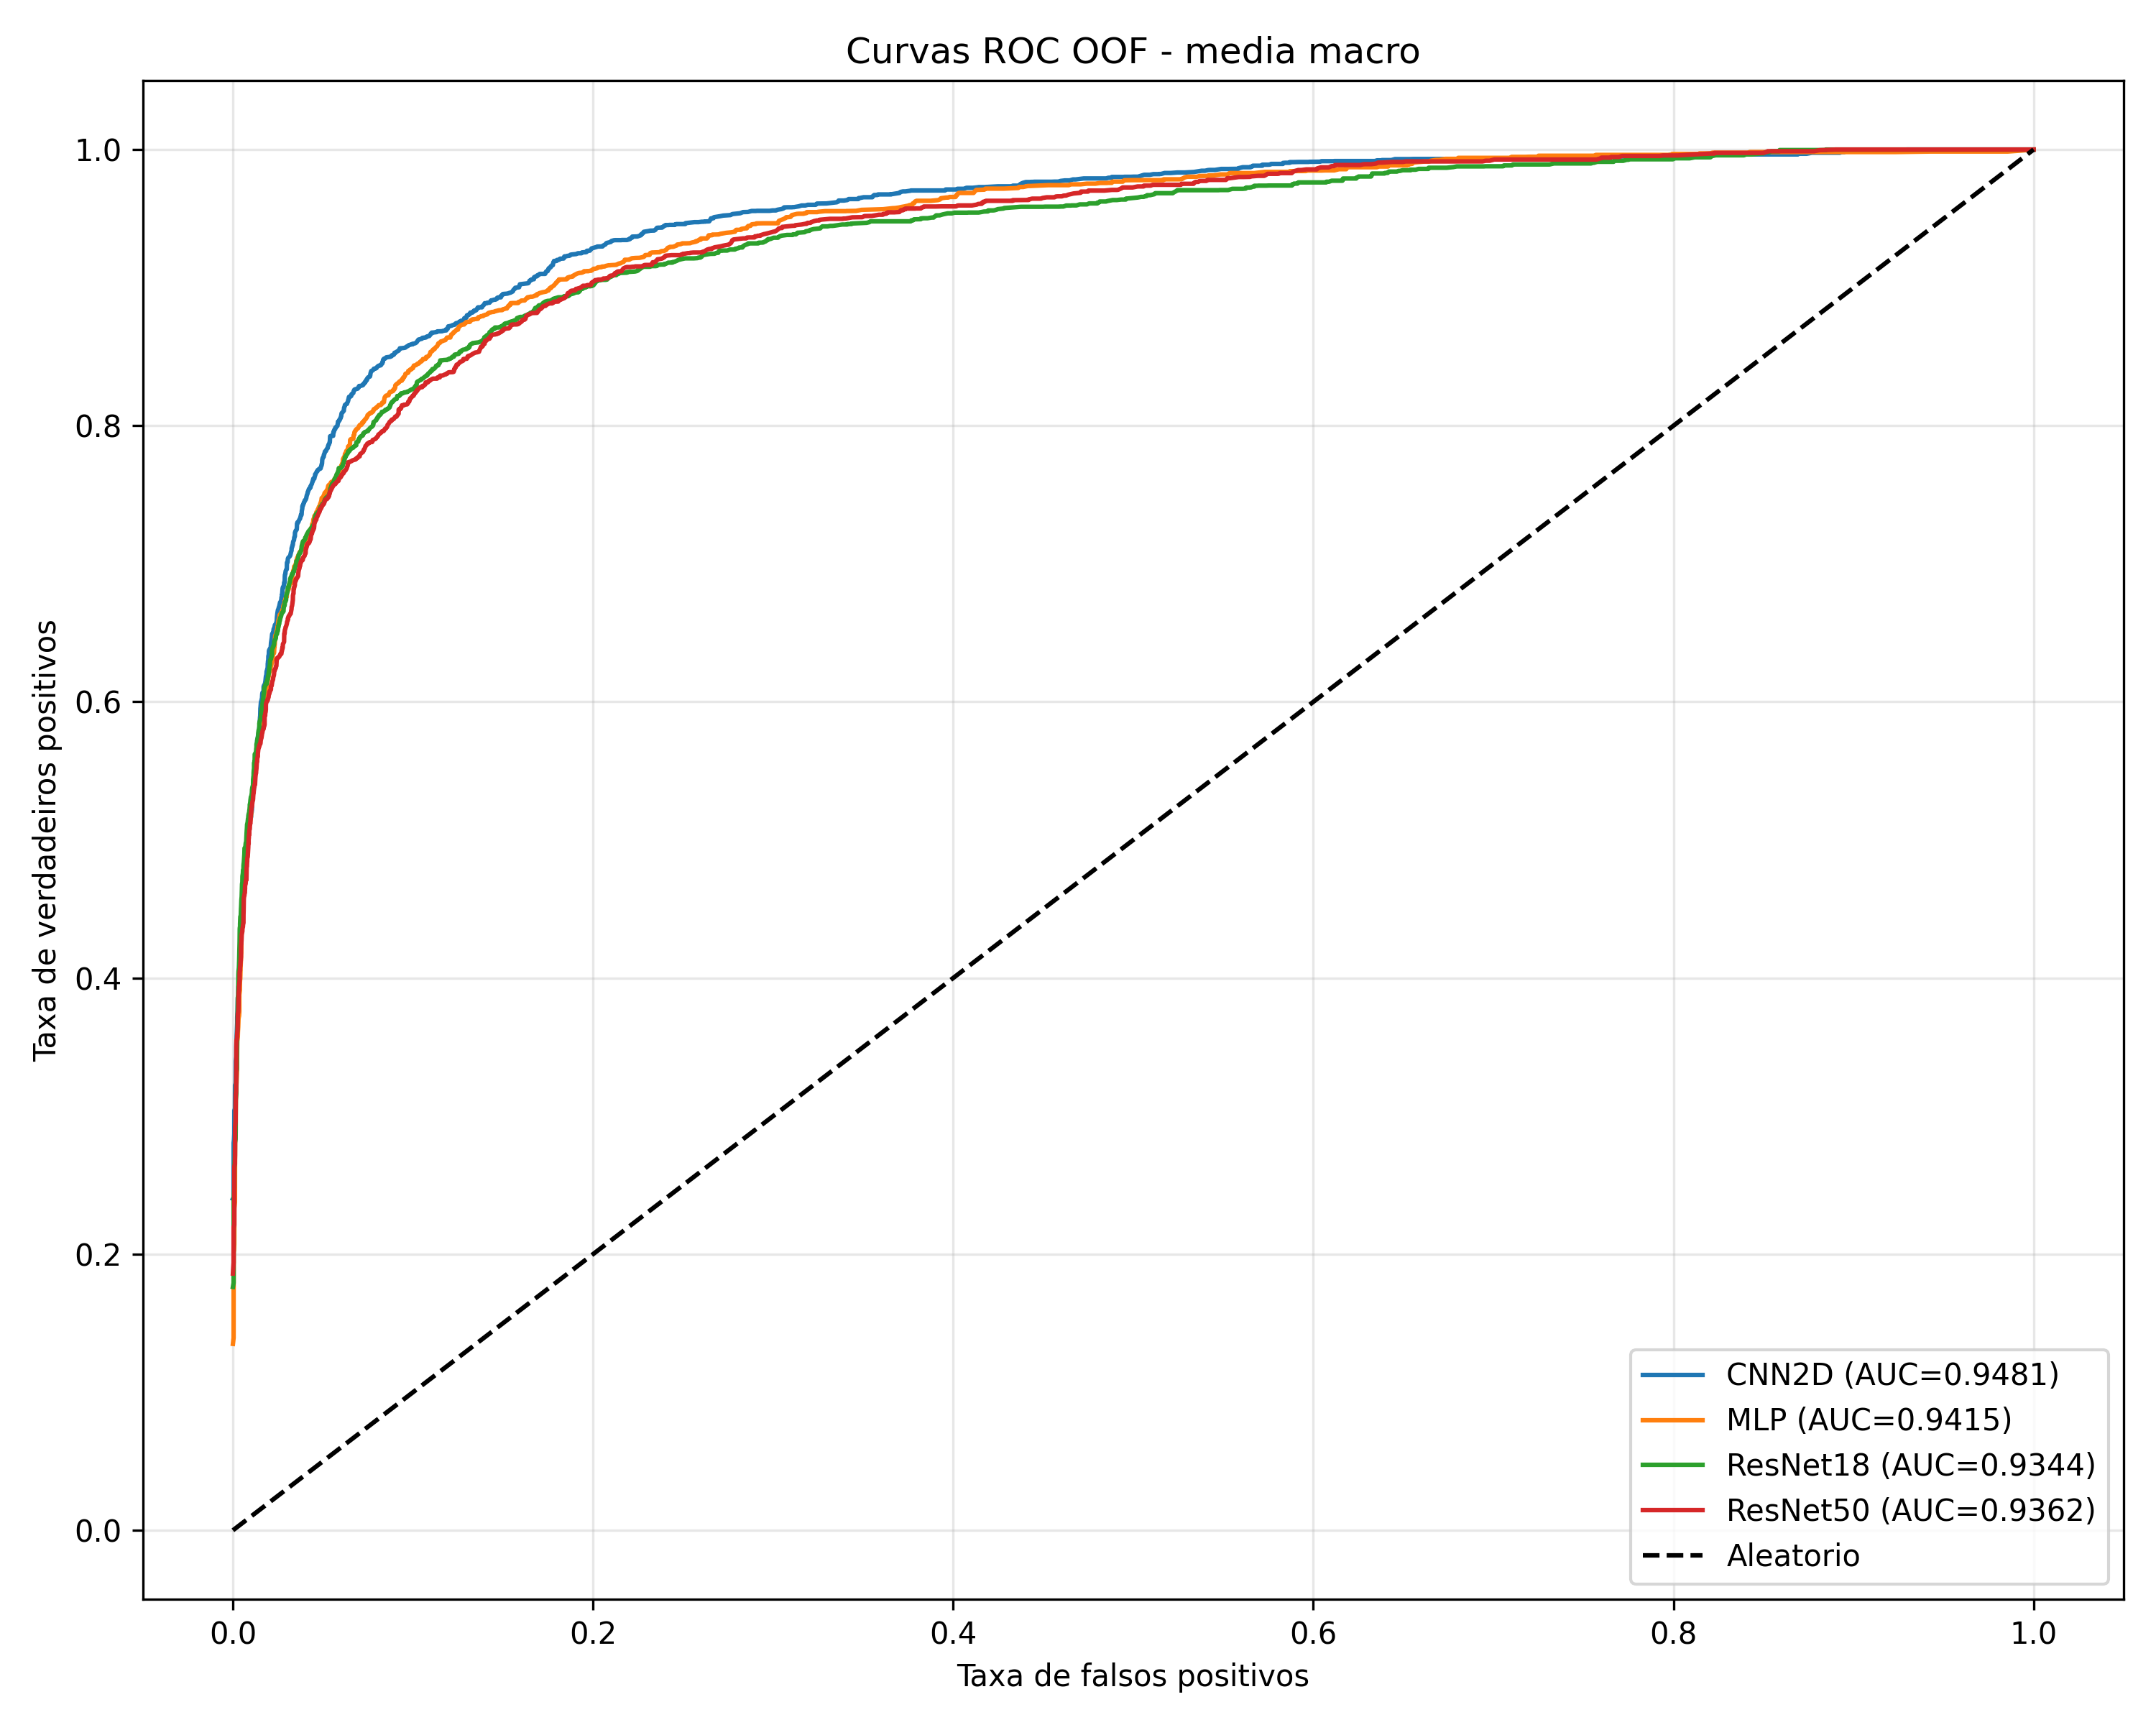 Curvas ROC OOF - media macro
Taxa de verdadeiros positivos
1.0
0.8
0.6
0.4
0.2
0.0
0.0 0.2 0.4 0.6 0.8 1.0
Taxa de falsos positivos
CNN2D (AUC=0.9481)
MLP (AUC=0.9415)
ResNet18 (AUC=0.9344)
ResNet50 (AUC=0.9362)
Aleatorio